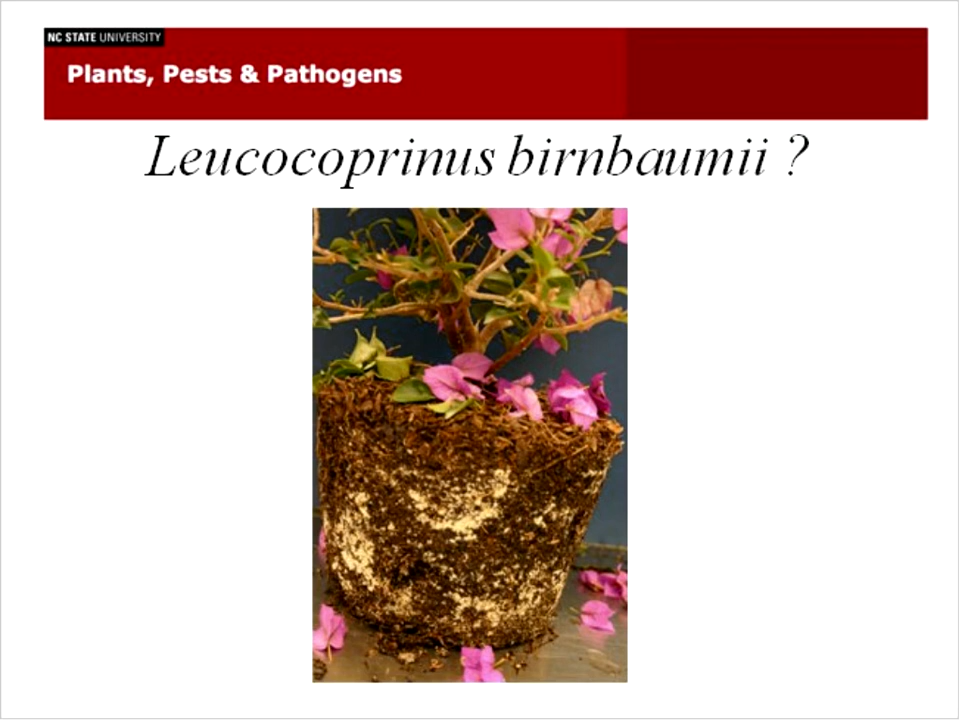 NC STATE UNIVERSITY
Plants, Pests & Pathogens
Leucocoprinus birnbaumii ?